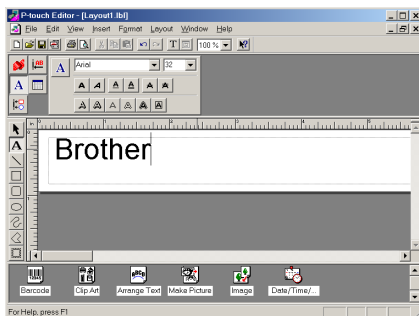 P-touch Editor - [Layout1.lbl]
File Edit View Insert Format Layout Window Help
100 %
A Arial 32
Brother
Barcode Clip Art Arrange Text Make Picture Image Date/Time/...
For Help, press F1